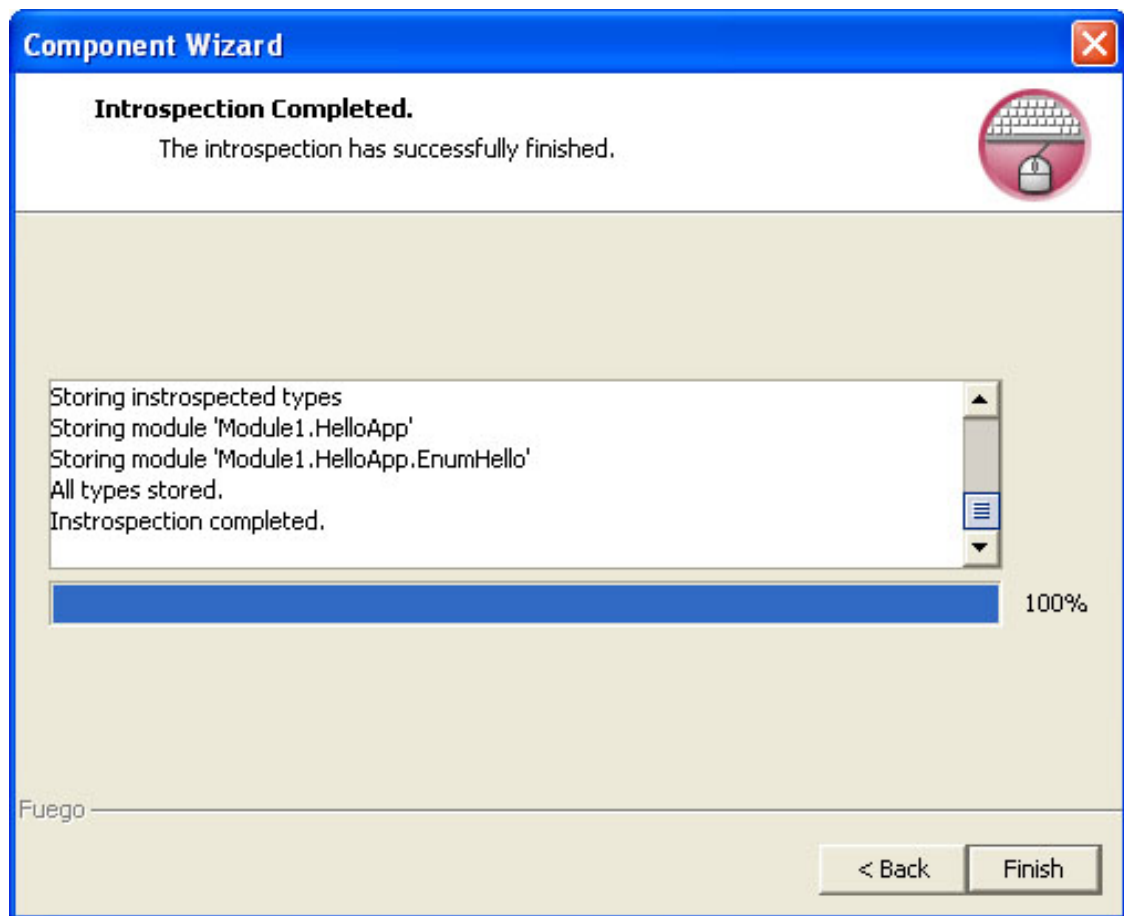 Component Wizard
Introspection Completed.
The introspection has successfully finished.
Storing instrospected types
Storing module 'Module1.HelloApp'
Storing module 'Module1.HelloApp.EnumHello'
All types stored.
Instrospection completed.
100%
Fuego
< Back
Finish